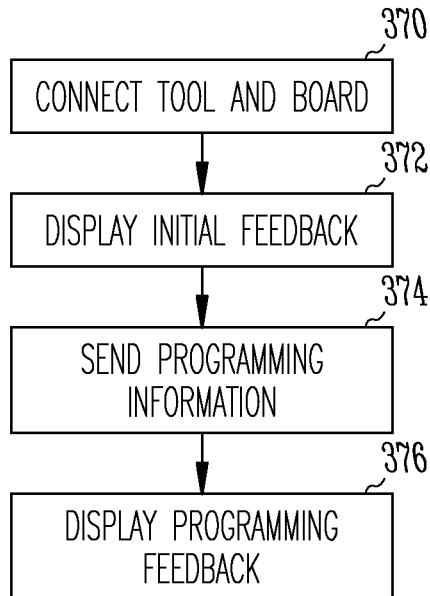 370
CONNECT TOOL AND BOARD
372
DISPLAY INITIAL FEEDBACK
374
SEND PROGRAMMING
INFORMATION
376
DISPLAY PROGRAMMING
FEEDBACK